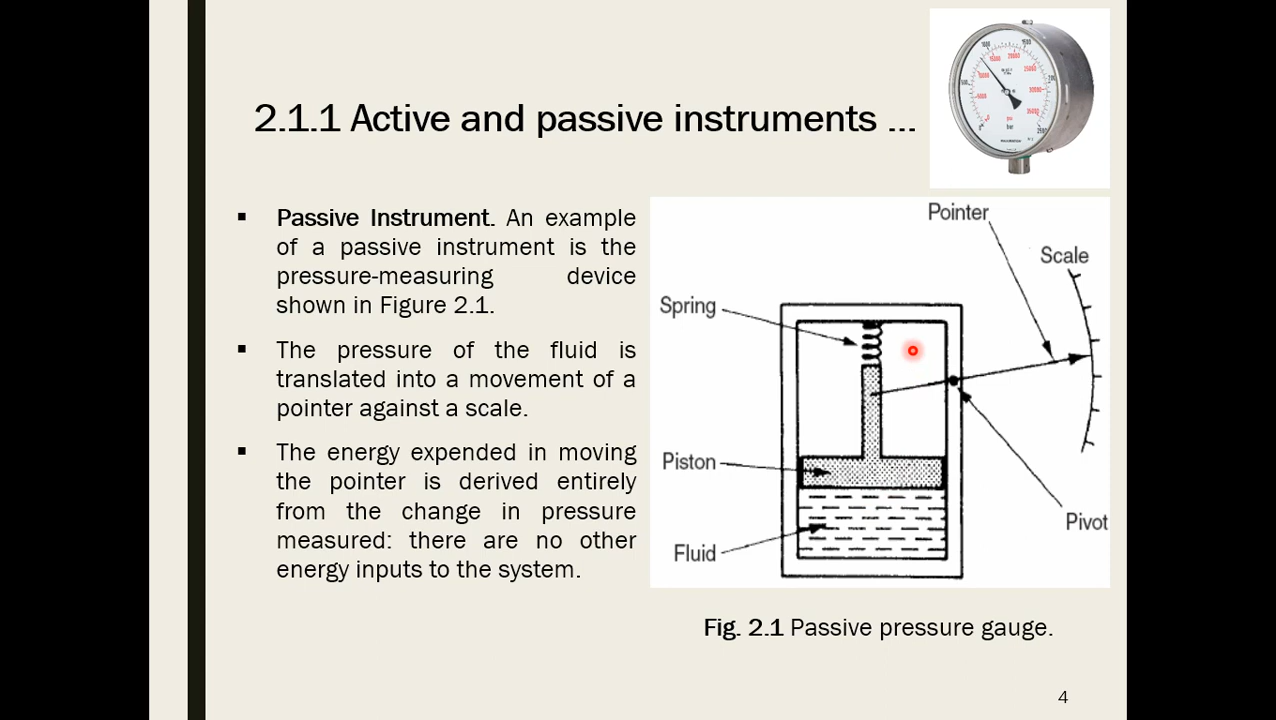 2.1.1 Active and passive instruments ...
▪ Passive Instrument. An example
of a passive instrument is the
pressure-measuring device
shown in Figure 2.1.
▪ The pressure of the fluid is
translated into a movement of a
pointer against a scale.
▪ The energy expended in moving
the pointer is derived entirely
from the change in pressure
measured: there are no other
energy inputs to the system.
Pointer
Scale
Spring
Piston
Pivot
Fluid
Fig. 2.1 Passive pressure gauge.
4
psi
bar